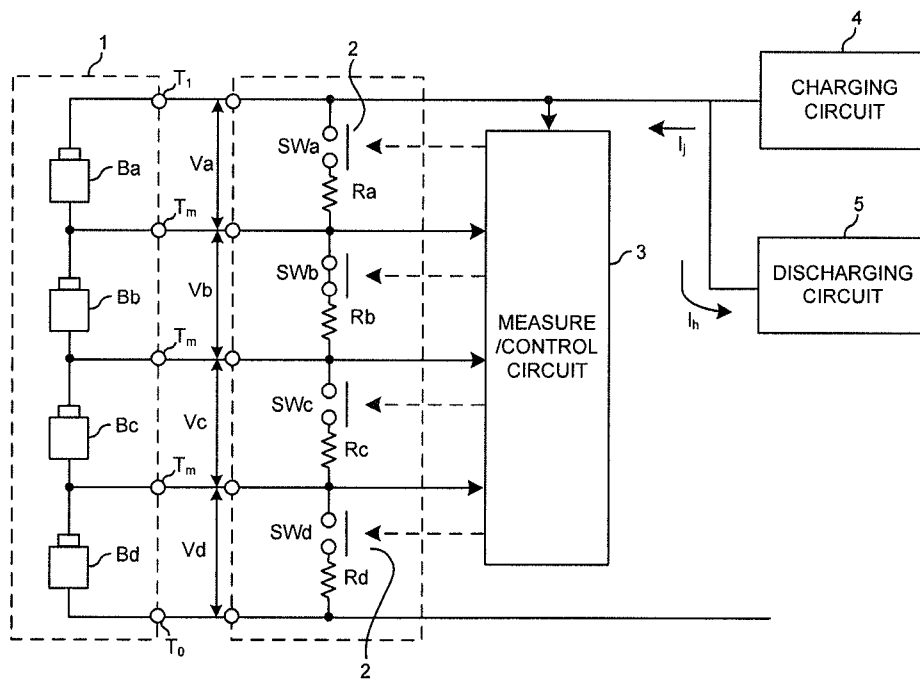 1
T1
2
4
CHARGING
CIRCUIT
Ba
Va
SWa
Ra
Ij
Tm
3
5
DISCHARGING
CIRCUIT
Bb
Vb
SWb
Rb
Ih
MEASURE
/CONTROL
CIRCUIT
Tm
Bc
Vc
SWc
Rc
Tm
Bd
Vd
SWd
Rd
T0
2